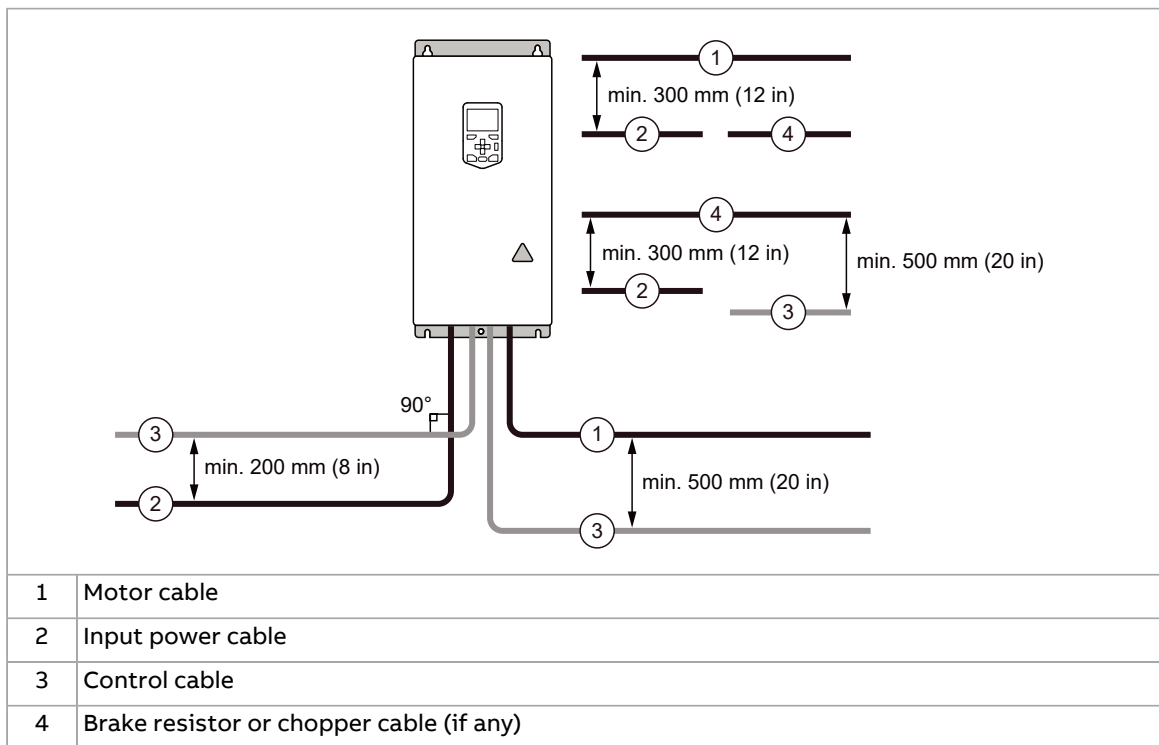 1
min. 300 mm (12 in)
2
4
4
min. 300 mm (12 in)
min. 500 mm (20 in)
2
3
90°
3
1
min. 200 mm (8 in)
min. 500 mm (20 in)
2
3
1 Motor cable
2 Input power cable
3 Control cable
4 Brake resistor or chopper cable (if any)